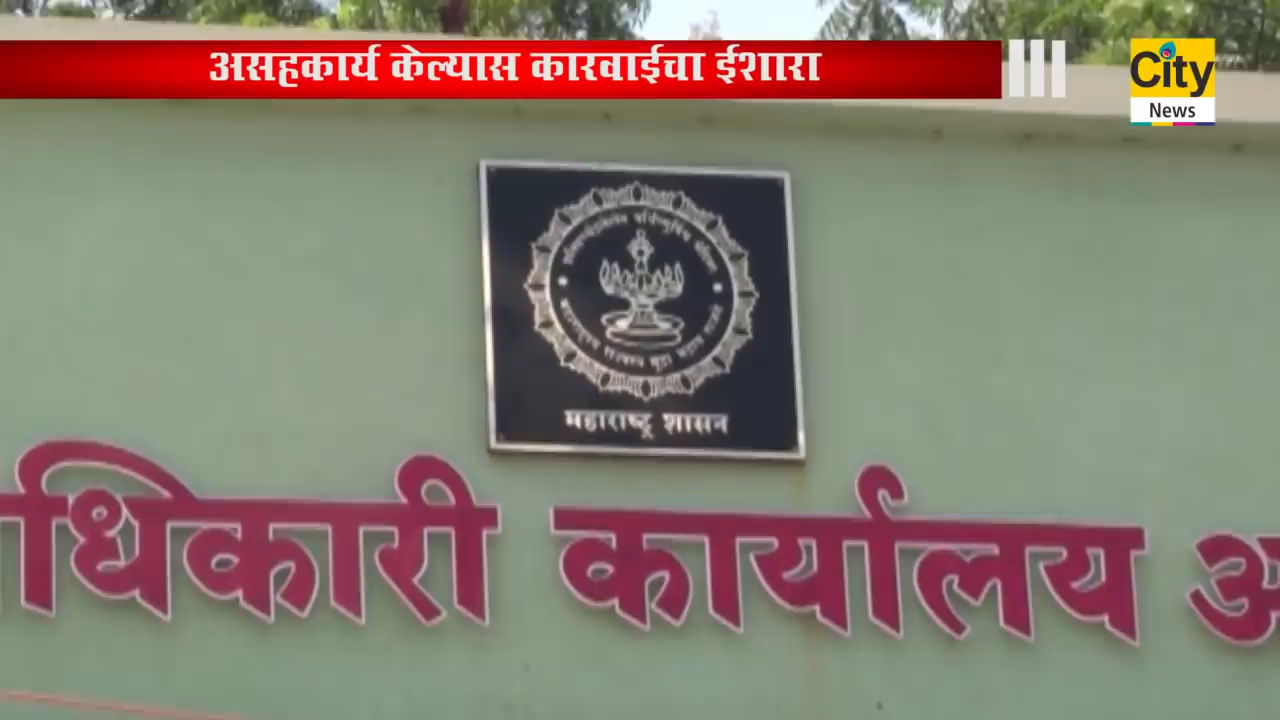 असहकार्य केल्यास कारवाईचा ईशारा
City
News
महाराष्ट्र शासन
ाधिकारी कार्यालय अ